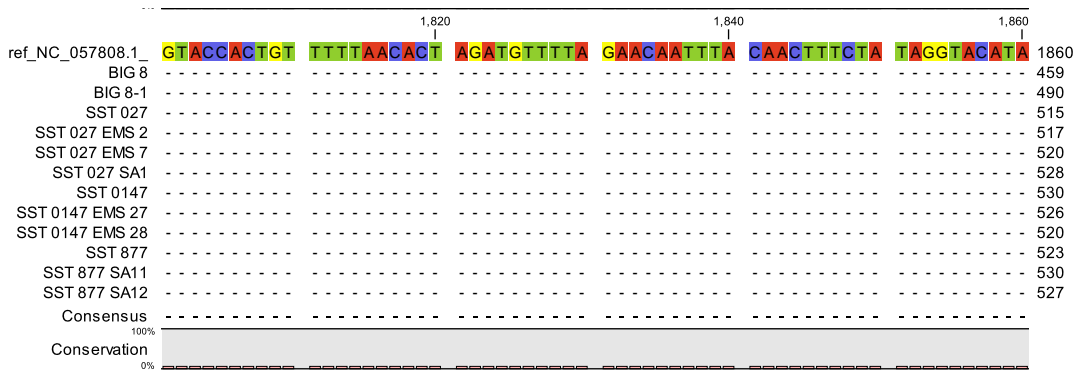 1,820 1,840 1,860
ref_NC_057808.1_ GTACCACTGT TTTTAACACT AGATGTTTTA GAACAATTTA CAACTTTCTA TAGGTACATA 1860
BIG 8 - - - - - - - - - - - - - - - - - - - - - - - - - - - - - - - - - - - - - - - - - - - - - - - - - - - - - - - - - - - - 459
BIG 8-1 - - - - - - - - - - - - - - - - - - - - - - - - - - - - - - - - - - - - - - - - - - - - - - - - - - - - - - - - - - - - 490
SST 027 - - - - - - - - - - - - - - - - - - - - - - - - - - - - - - - - - - - - - - - - - - - - - - - - - - - - - - - - - - - - 515
SST 027 EMS 2 - - - - - - - - - - - - - - - - - - - - - - - - - - - - - - - - - - - - - - - - - - - - - - - - - - - - - - - - - - - - 517
SST 027 EMS 7 - - - - - - - - - - - - - - - - - - - - - - - - - - - - - - - - - - - - - - - - - - - - - - - - - - - - - - - - - - - - 520
SST 027 SA1 - - - - - - - - - - - - - - - - - - - - - - - - - - - - - - - - - - - - - - - - - - - - - - - - - - - - - - - - - - - - 528
SST 0147 - - - - - - - - - - - - - - - - - - - - - - - - - - - - - - - - - - - - - - - - - - - - - - - - - - - - - - - - - - - - 530
SST 0147 EMS 27 - - - - - - - - - - - - - - - - - - - - - - - - - - - - - - - - - - - - - - - - - - - - - - - - - - - - - - - - - - - - 526
SST 0147 EMS 28 - - - - - - - - - - - - - - - - - - - - - - - - - - - - - - - - - - - - - - - - - - - - - - - - - - - - - - - - - - - - 520
SST 877 - - - - - - - - - - - - - - - - - - - - - - - - - - - - - - - - - - - - - - - - - - - - - - - - - - - - - - - - - - - - 523
SST 877 SA11 - - - - - - - - - - - - - - - - - - - - - - - - - - - - - - - - - - - - - - - - - - - - - - - - - - - - - - - - - - - - 530
SST 877 SA12 - - - - - - - - - - - - - - - - - - - - - - - - - - - - - - - - - - - - - - - - - - - - - - - - - - - - - - - - - - - - 527
Consensus - - - - - - - - - - - - - - - - - - - - - - - - - - - - - - - - - - - - - - - - - - - - - - - - - - - - - - - - - - - -
100%
Conservation
0%